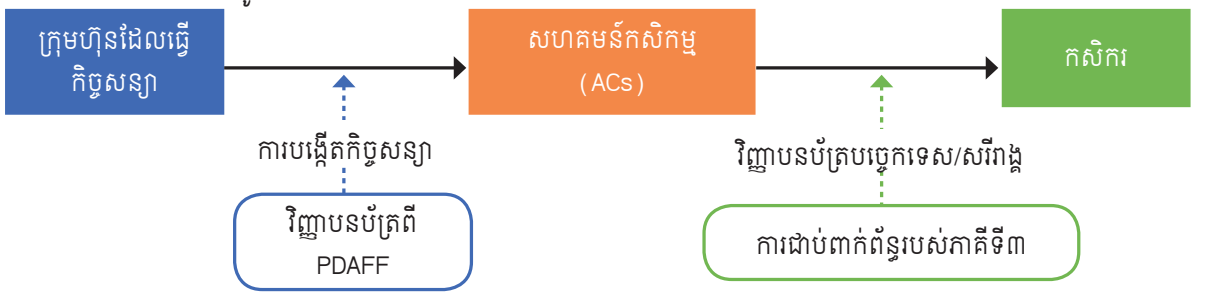 ក្រុមហ៊ុនដែលធ្វើ
កិច្ចសន្យា
សហគមន៍កសិកម្ម
(ACs)
កសិករ
ការបង្កើតកិច្ចសន្យា
វិញ្ញាបនប័ត្របច្ចេកទេស/សរីរាង្គ
វិញ្ញាបនប័ត្រពី
PDAFF
ការជាប់ពាក់ព័ន្ធរបស់ភាគីទី៣